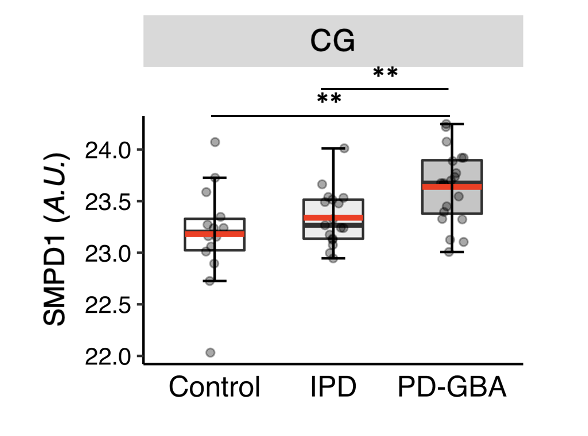 CG
**
**
SMPD1 (A.U.)
24.0
23.5
23.0
22.5
22.0
Control IPD PD-GBA